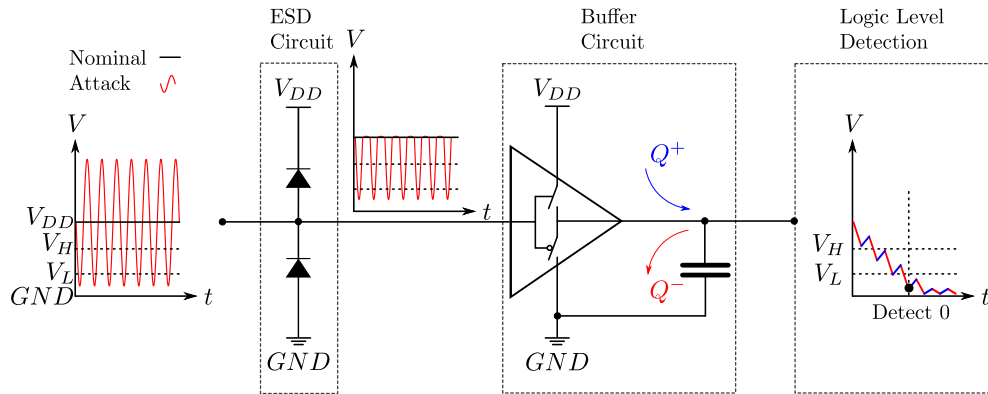 Nominal
Attack
V
V_DD
V_H
V_L
GND
t
ESD
Circuit
V_DD
GND
V
t
Buffer
Circuit
V_DD
GND
Q^+
Q^-
Logic Level
Detection
V
V_H
V_L
t
Detect 0